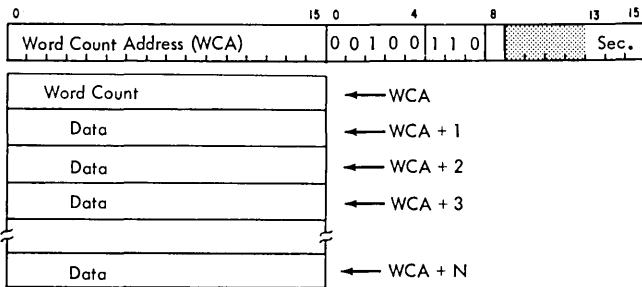 0 15 0 4 8 13 15
Word Count Address (WCA) 0 0 1 0 0 1 1 0 Sec.
Word Count WCA
Data WCA + 1
Data WCA + 2
Data WCA + 3
Data WCA + N